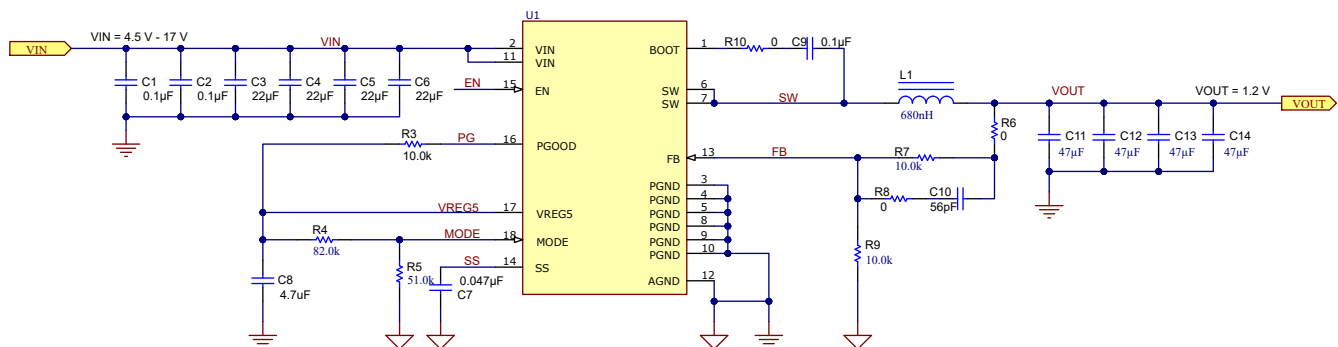 VIN
VIN = 4.5 V - 17 V
VIN
C1
0.1µF
C2
0.1µF
C3
22µF
C4
22µF
C5
22µF
C6
22µF
EN
R3
10.0k
PG
VREG5
R4
82.0k
MODE
R5
51.0k
C8
4.7uF
SS
0.047µF
C7
U1
2
VIN
11
VIN
15
EN
16
PGOOD
17
VREG5
18
MODE
14
SS
BOOT
1
SW
6
SW
7
FB
13
PGND
3
PGND
4
PGND
5
PGND
8
PGND
9
PGND
10
AGND
12
R10
0
C9
0.1µF
SW
L1
680nH
FB
R6
0
R7
10.0k
R8
0
C10
56pF
R9
10.0k
VOUT
VOUT = 1.2 V
VOUT
C11
47µF
C12
47µF
C13
47µF
C14
47µF